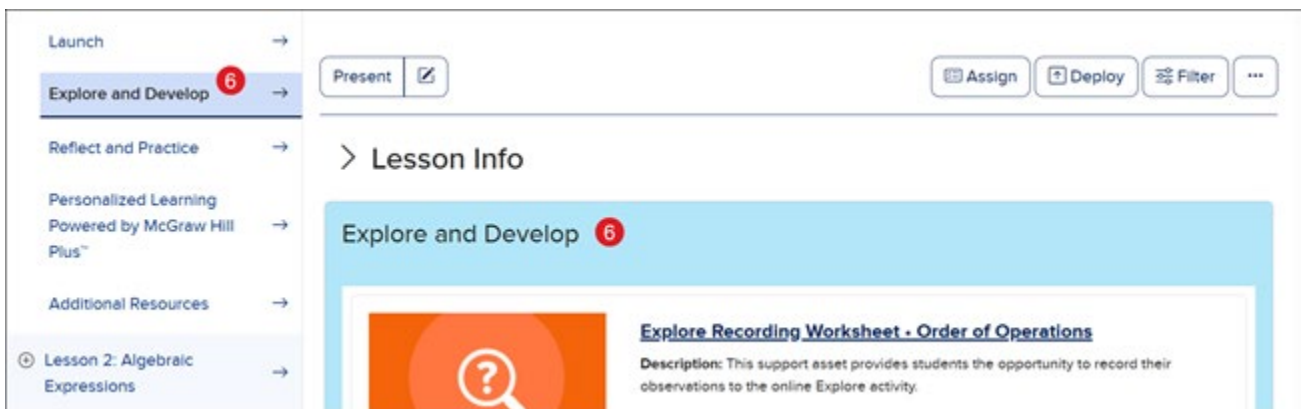 Launch
Explore and Develop 6
Reflect and Practice
Personalized Learning
Powered by McGraw Hill
Plus™
Additional Resources
Lesson 2: Algebraic
Expressions
Present
Assign Deploy Filter ...
> Lesson Info
Explore and Develop 6
Explore Recording Worksheet • Order of Operations
Description: This support asset provides students the opportunity to record their
observations to the online Explore activity.